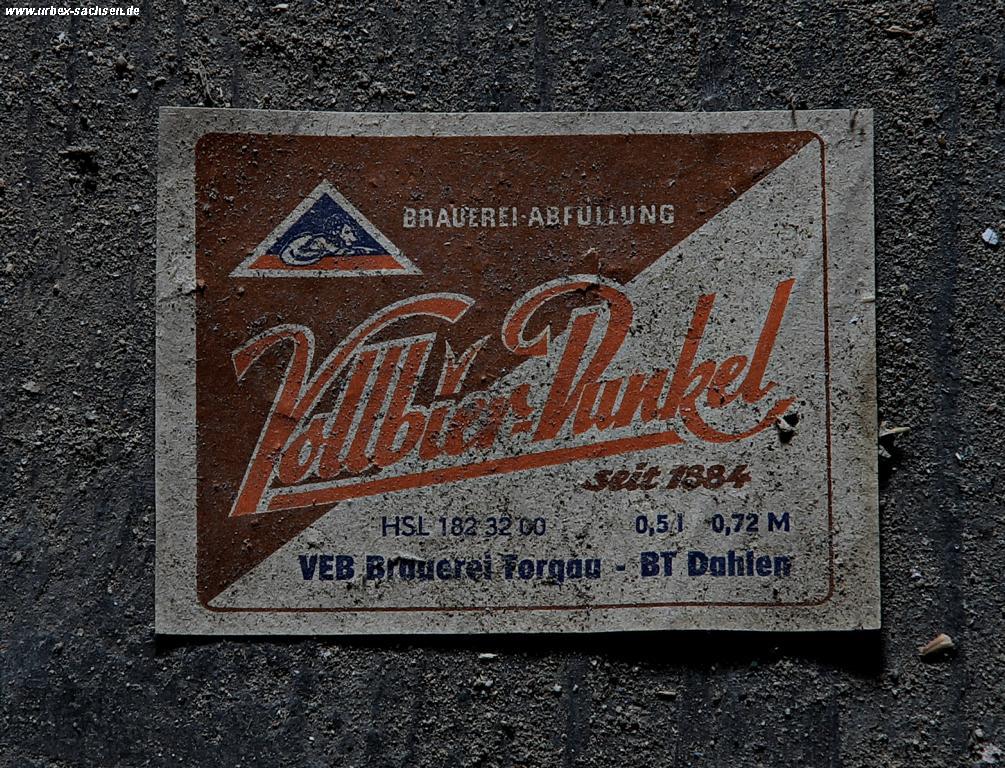 www.urbex-sachsen.de
BRAUEREI-ABFÜLLUNG
Vollbier-Dunkel
seit 1884
HSL 182 32 00 0,5 l 0,72 M
VEB Brauerei Torgau - BT Dahlen